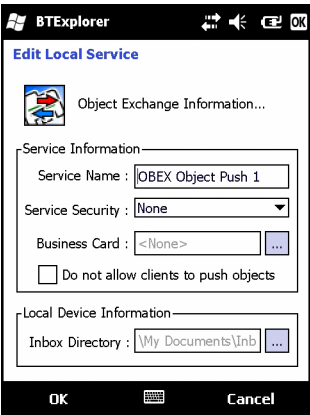 BTExplorer
OK
Edit Local Service
Object Exchange Information...
Service Information
Service Name : OBEX Object Push 1
Service Security : None
Business Card : <None> ...
Do not allow clients to push objects
Local Device Information
Inbox Directory : \My Documents\Inb ...
OK Cancel